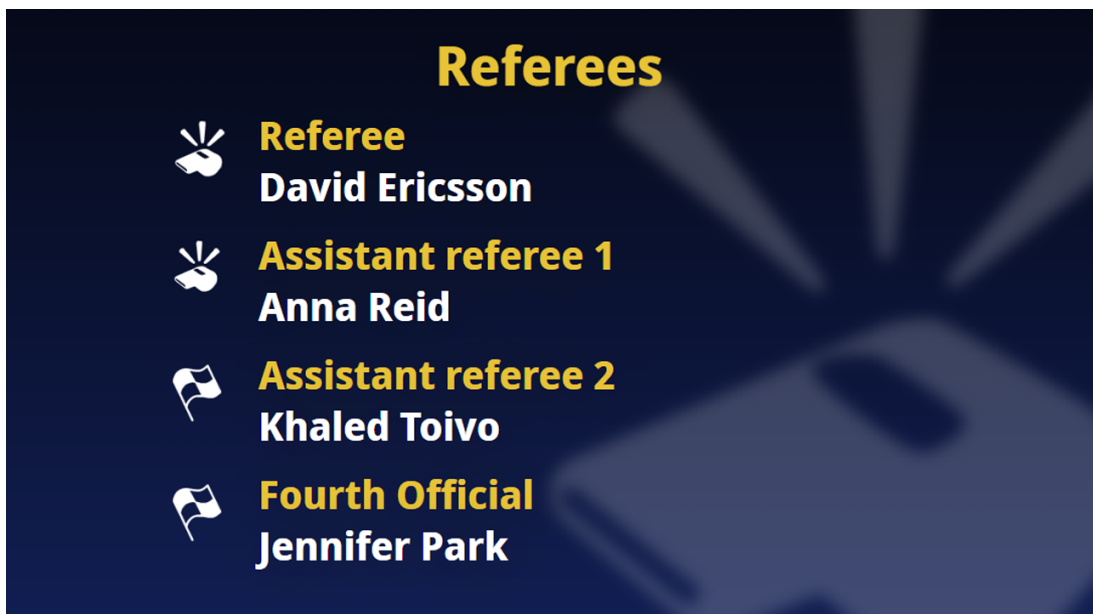 Referees
Referee
David Ericsson
Assistant referee 1
Anna Reid
Assistant referee 2
Khaled Toivo
Fourth Official
Jennifer Park